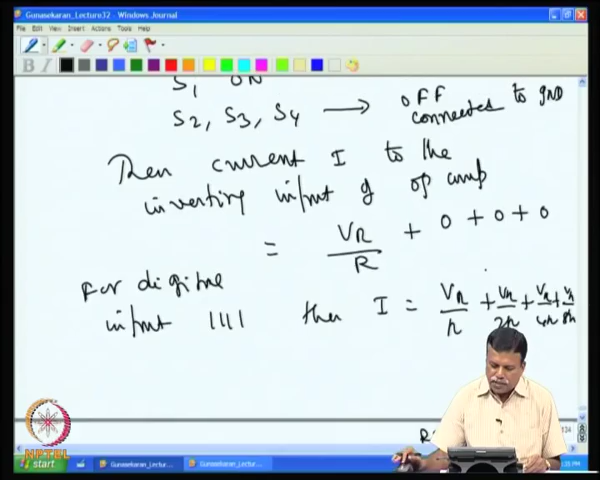 Gunasekaran_Lecture32 - Windows Journal
File Edit View Insert Actions Tools Help
S1 ON
S2, S3, S4 → OFF
connected to gnd
Then current I to the
inverting input of op amp
= VR/R + 0 + 0 + 0
For digital
input 1111 then I = VR/R + VR/2R + VR/4R + VR/8R
NPTEL
start Gunasekaran_Lectur... Gunasekaran_Lectur...